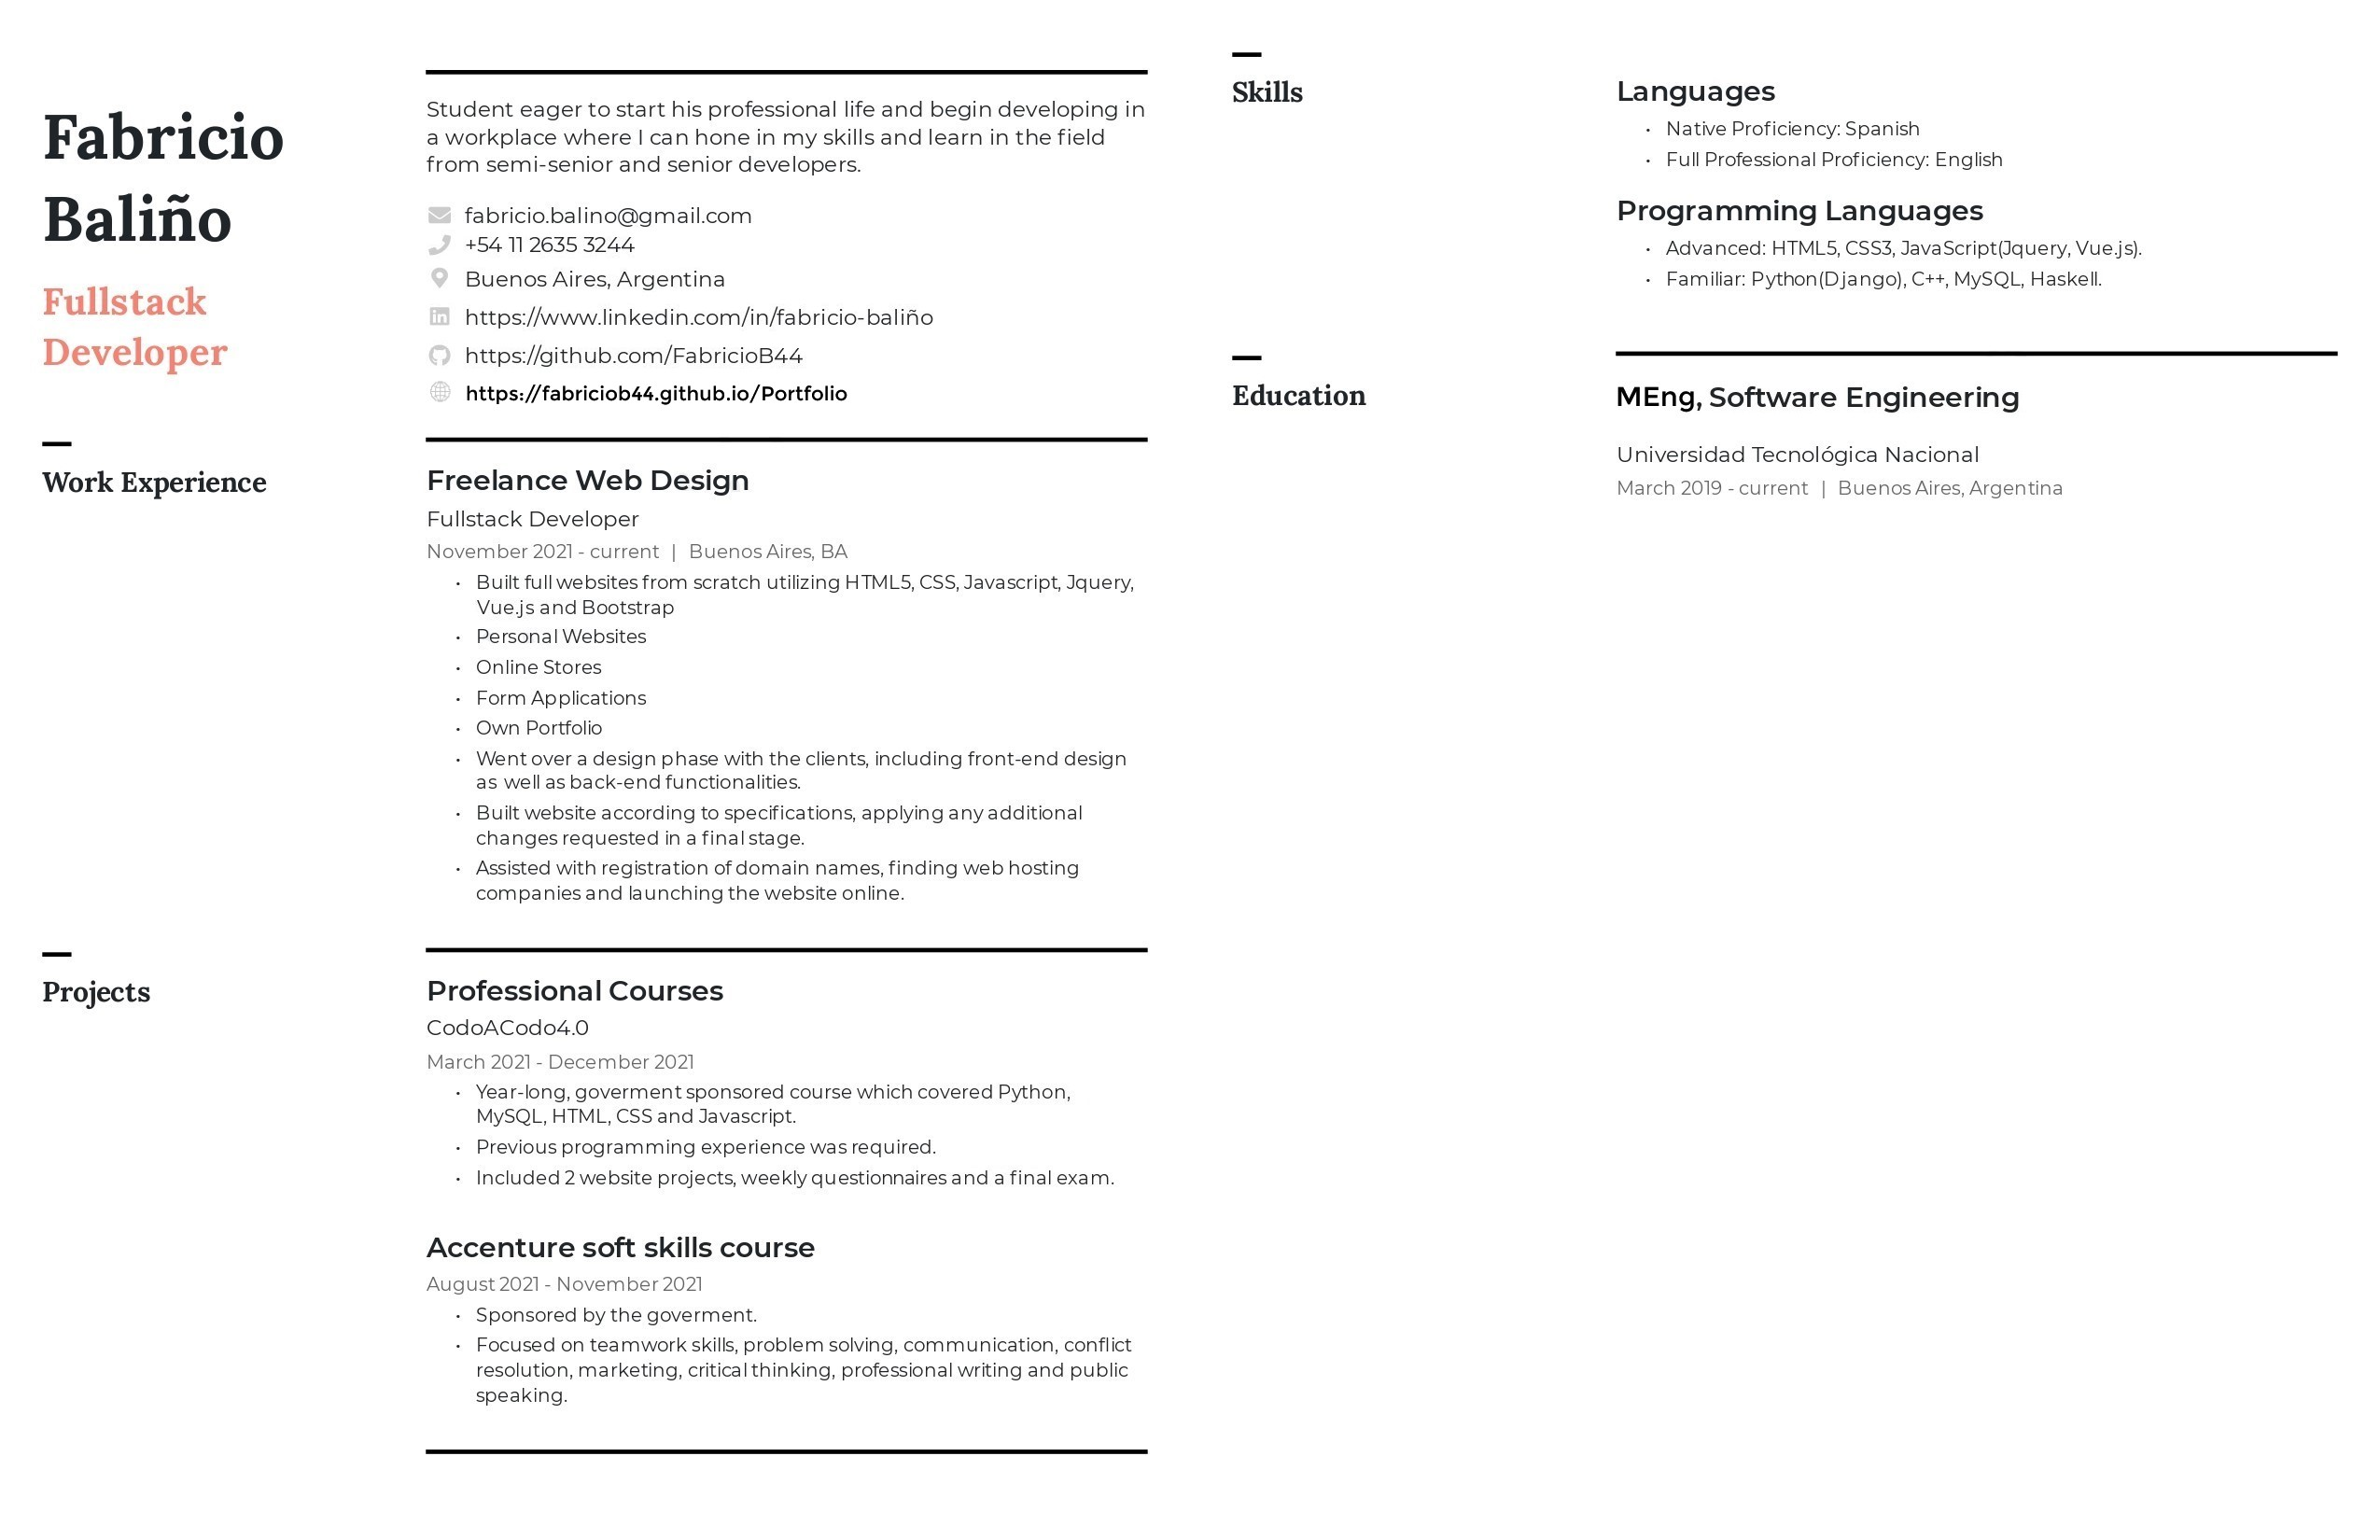 Fabricio
Baliño
Fullstack
Developer
Student eager to start his professional life and begin developing in
a workplace where I can hone in my skills and learn in the field
from semi-senior and senior developers.
fabricio.balino@gmail.com
+54 11 2635 3244
Buenos Aires, Argentina
https://www.linkedin.com/in/fabricio-baliño
https://github.com/FabricioB44
https://fabriciob44.github.io/Portfolio
Work Experience
Freelance Web Design
Fullstack Developer
November 2021 - current | Buenos Aires, BA
• Built full websites from scratch utilizing HTML5, CSS, Javascript, Jquery,
Vue.js and Bootstrap
• Personal Websites
• Online Stores
• Form Applications
• Own Portfolio
• Went over a design phase with the clients, including front-end design
as well as back-end functionalities.
• Built website according to specifications, applying any additional
changes requested in a final stage.
• Assisted with registration of domain names, finding web hosting
companies and launching the website online.
Projects
Professional Courses
CodoACodo4.0
March 2021 - December 2021
• Year-long, goverment sponsored course which covered Python,
MySQL, HTML, CSS and Javascript.
• Previous programming experience was required.
• Included 2 website projects, weekly questionnaires and a final exam.
Accenture soft skills course
August 2021 - November 2021
• Sponsored by the goverment.
• Focused on teamwork skills, problem solving, communication, conflict
resolution, marketing, critical thinking, professional writing and public
speaking.
Skills
Languages
• Native Proficiency: Spanish
• Full Professional Proficiency: English
Programming Languages
• Advanced: HTML5, CSS3, JavaScript(Jquery, Vue.js).
• Familiar: Python(Django), C++, MySQL, Haskell.
Education
MEng, Software Engineering
Universidad Tecnológica Nacional
March 2019 - current | Buenos Aires, Argentina